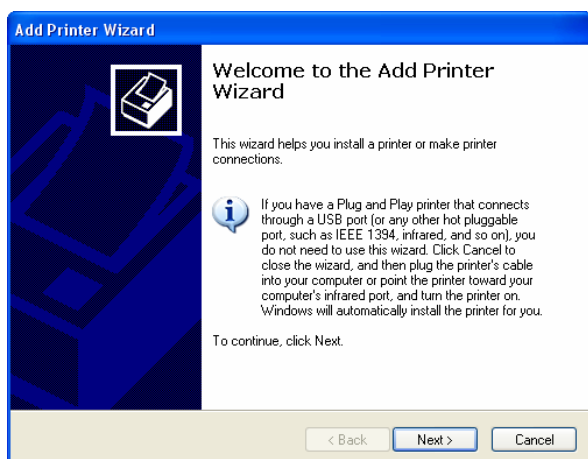 Add Printer Wizard
Welcome to the Add Printer
Wizard
This wizard helps you install a printer or make printer
connections.
If you have a Plug and Play printer that connects
through a USB port (or any other hot pluggable
port, such as IEEE 1394, infrared, and so on), you
do not need to use this wizard. Click Cancel to
close the wizard, and then plug the printer's cable
into your computer or point the printer toward your
computer's infrared port, and turn the printer on.
Windows will automatically install the printer for you.
To continue, click Next.
< Back Next > Cancel